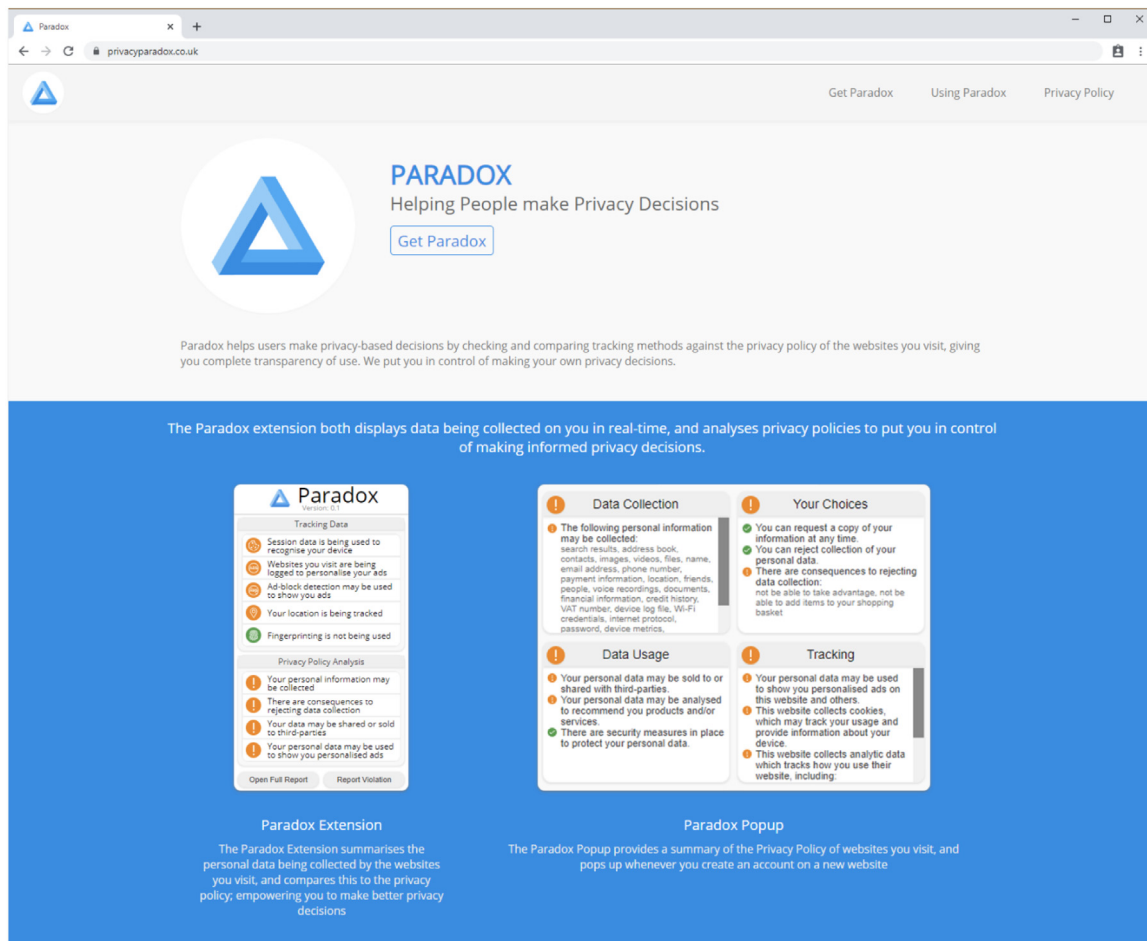 Paradox
privacyparadox.co.uk
Get Paradox
Using Paradox
Privacy Policy
PARADOX
Helping People make Privacy Decisions
Get Paradox
Paradox helps users make privacy-based decisions by checking and comparing tracking methods against the privacy policy of the websites you visit, giving
you complete transparency of use. We put you in control of making your own privacy decisions.
The Paradox extension both displays data being collected on you in real-time, and analyses privacy policies to put you in control
of making informed privacy decisions.
Paradox
Version: 0.1
Tracking Data
Session data is being used to
recognise your device
Websites you visit are being
logged to personalise your ads
Ad-block detection may be used
to show you ads
Your location is being tracked
Fingerprinting is not being used
Privacy Policy Analysis
Your personal information may
be collected
There are consequences to
rejecting data collection
Your data may be shared or sold
to third-parties
Your personal data may be used
to show you personalised ads
Open Full Report
Report Violation
Data Collection
The following personal information
may be collected:
search results, address book,
contacts, images, videos, files, name,
email address, phone number,
payment information, location, friends,
people, voice recordings, documents,
financial information, credit history,
VAT number, device log file, Wi-Fi
credentials, internet protocol,
password, device metrics,
Your Choices
You can request a copy of your
information at any time.
You can reject collection of your
personal data.
There are consequences to rejecting
data collection:
not be able to take advantage, not be
able to add items to your shopping
basket
Data Usage
Your personal data may be sold to or
shared with third-parties.
Your personal data may be analysed
to recommend you products and/or
services.
There are security measures in place
to protect your personal data.
Tracking
Your personal data may be used
to show you personalised ads on
this website and others.
This website collects cookies,
which may track your usage and
provide information about your
device.
This website collects analytic data
which tracks how you use their
website, including:
Paradox Extension
The Paradox Extension summarises the
personal data being collected by the websites
you visit, and compares this to the privacy
policy; empowering you to make better privacy
decisions
Paradox Popup
The Paradox Popup provides a summary of the Privacy Policy of websites you visit, and
pops up whenever you create an account on a new website